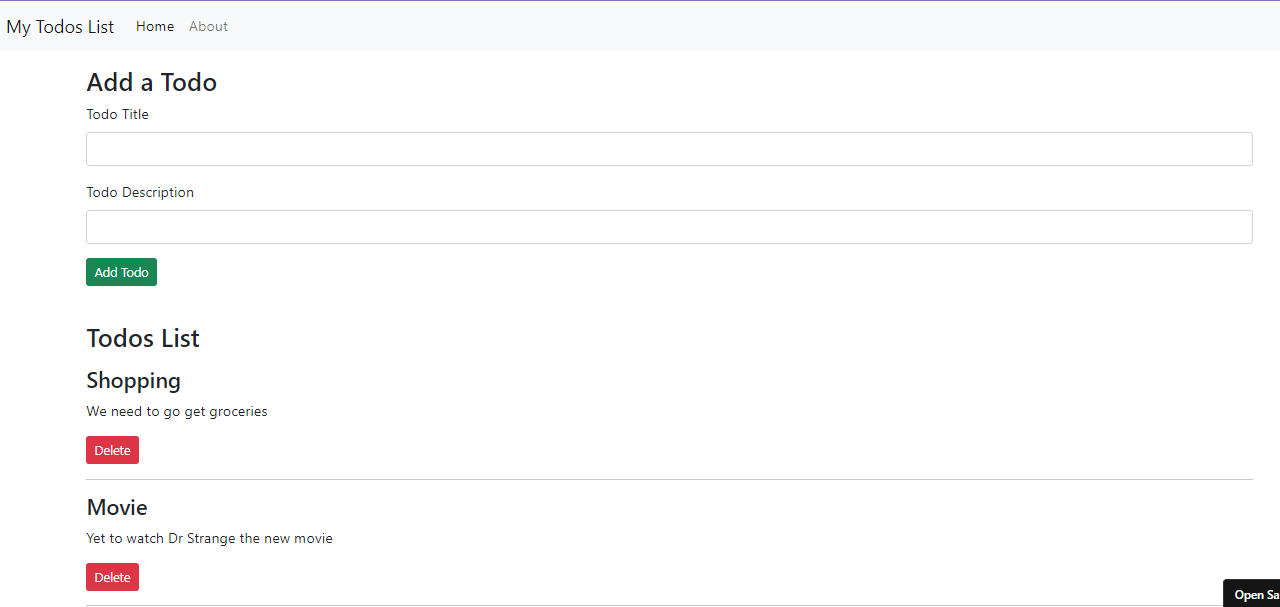 My Todos List Home About
Add a Todo
Todo Title
Todo Description
Add Todo
Todos List
Shopping
We need to go get groceries
Delete
Movie
Yet to watch Dr Strange the new movie
Delete
Open Sa